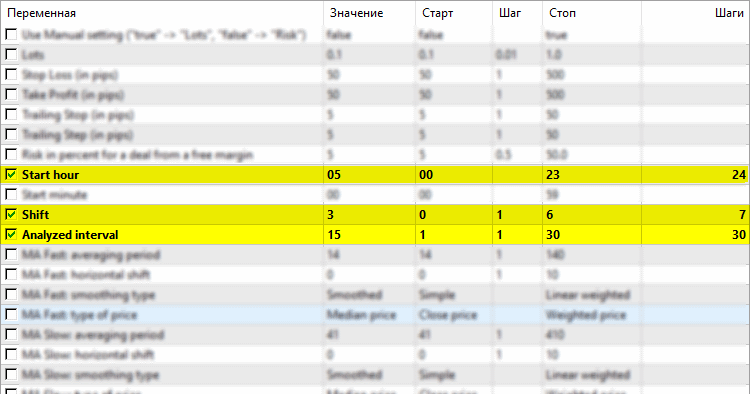 Переменная Значение Старт Шаг Стоп Шаги
Use Manual setting ("true" -> "Lots", "false" -> "Risk") false false true
Lots 0.1 0.1 0.01 1.0
Stop Loss (in pips) 50 50 1 500
Take Profit (in pips) 50 50 1 500
Trailing Stop (in pips) 5 5 1 50
Trailing Step (in pips) 5 5 1 50
Risk in percent for a deal from a free margin 5 5 0.5 50.0
Start hour 05 00 23 24
Start minute 00 00 59
Shift 3 0 1 6 7
Analyzed interval 15 1 1 30 30
MA Fast: averaging period 14 14 1 140
MA Fast: horizontal shift 0 0 1 10
MA Fast: smoothing type Smoothed Simple Linear weighted
MA Fast: type of price Median price Close price Weighted price
MA Slow: averaging period 41 41 1 410
MA Slow: horizontal shift 0 0 1 10
MA Slow: smoothing type Smoothed Simple Linear weighted